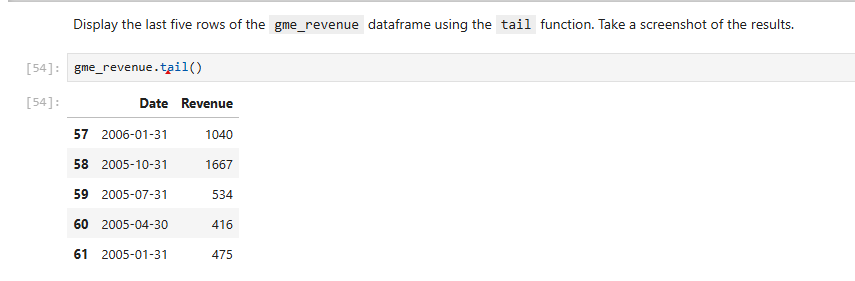 Display the last five rows of the gme_revenue dataframe using the tail function. Take a screenshot of the results.
[54]: gme_revenue.tail()
[54]:
Date Revenue
57 2006-01-31 1040
58 2005-10-31 1667
59 2005-07-31 534
60 2005-04-30 416
61 2005-01-31 475